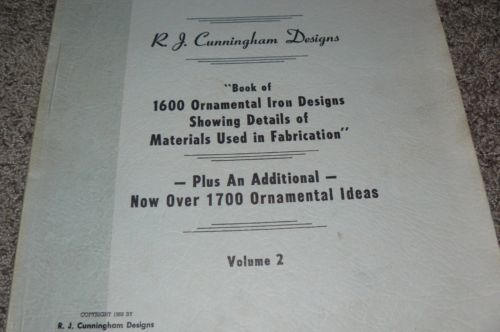 R. J. Cunningham Designs
"Book of
1600 Ornamental Iron Designs
Showing Details of
Materials Used in Fabrication"
— Plus An Additional —
Now Over 1700 Ornamental Ideas
Volume 2
COPYRIGHT BY
R. J. Cunningham Designs